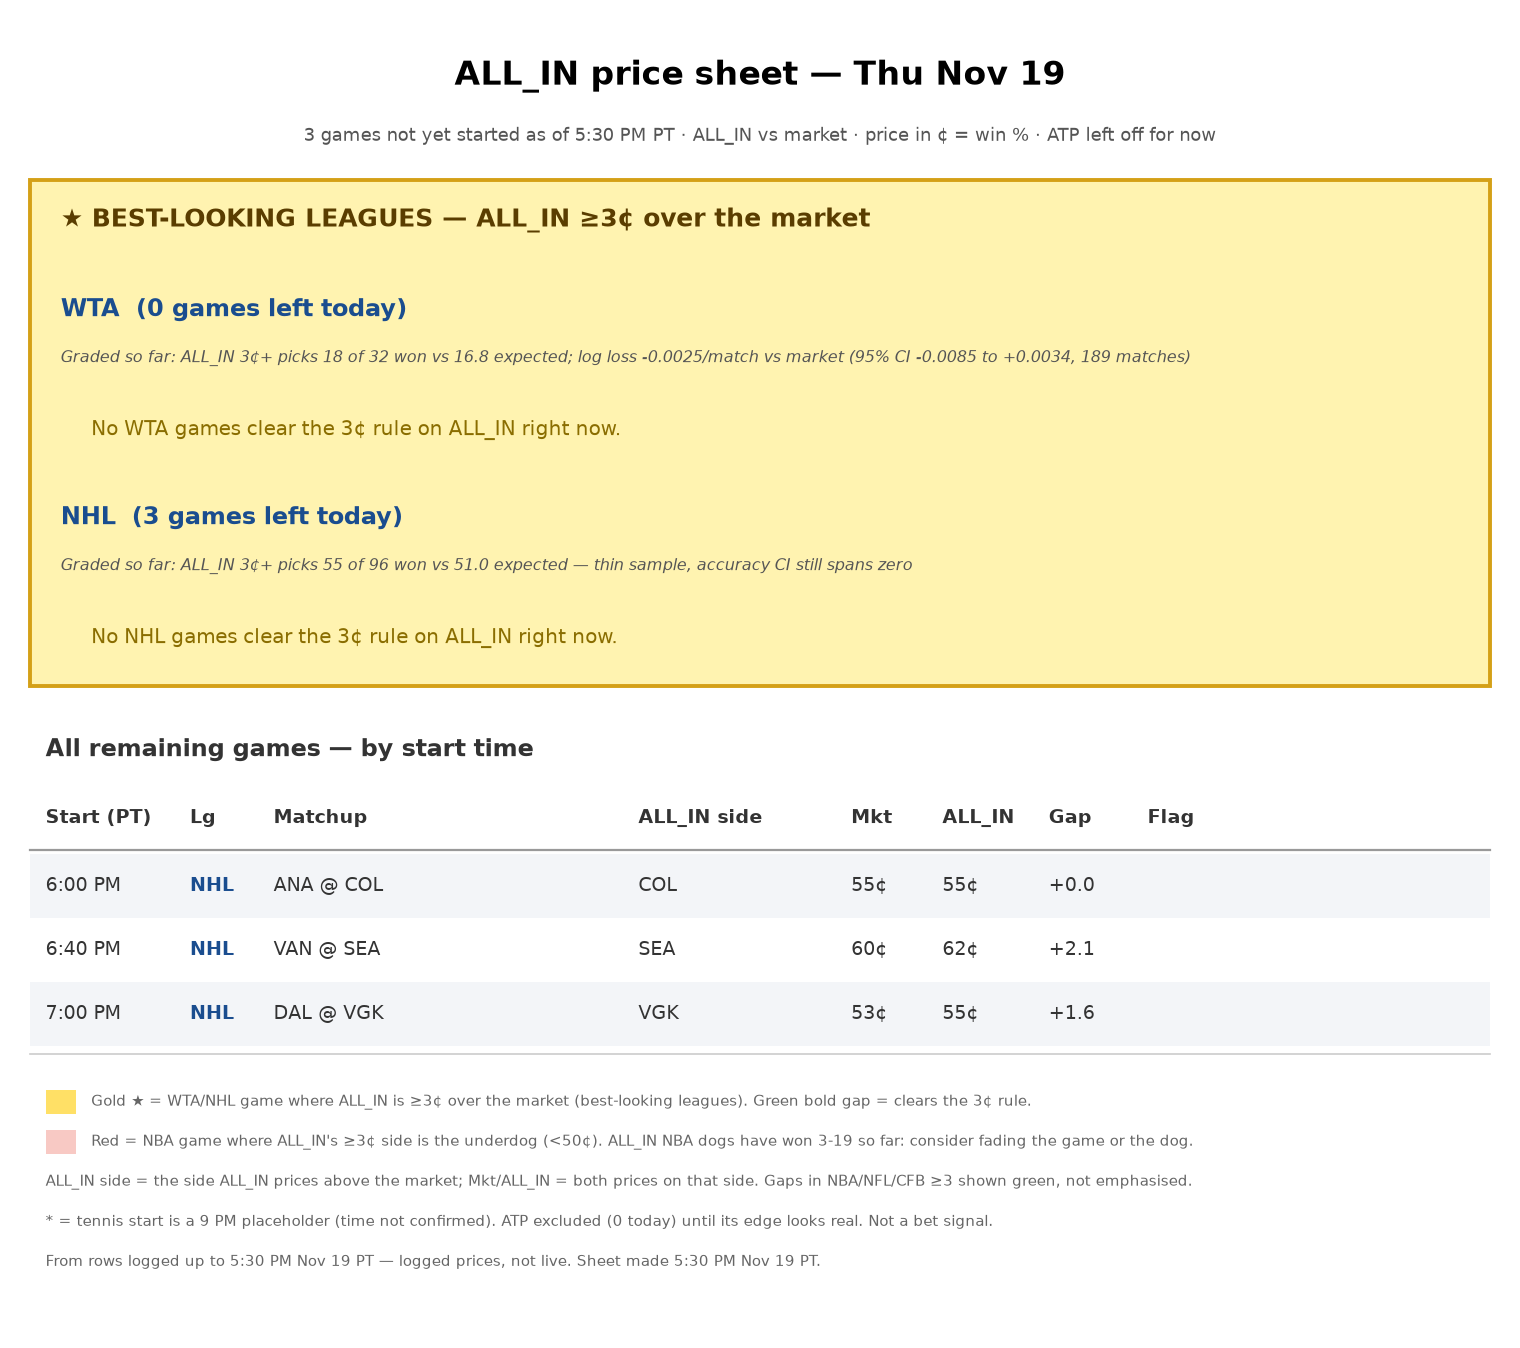 ALL_IN price sheet — Thu Nov 19
3 games not yet started as of 5:30 PM PT · ALL_IN vs market · price in ¢ = win % · ATP left off for now
★ BEST-LOOKING LEAGUES — ALL_IN ≥3¢ over the market
WTA (0 games left today)
Graded so far: ALL_IN 3¢+ picks 18 of 32 won vs 16.8 expected; log loss -0.0025/match vs market (95% CI -0.0085 to +0.0034, 189 matches)
No WTA games clear the 3¢ rule on ALL_IN right now.
NHL (3 games left today)
Graded so far: ALL_IN 3¢+ picks 55 of 96 won vs 51.0 expected — thin sample, accuracy CI still spans zero
No NHL games clear the 3¢ rule on ALL_IN right now.
All remaining games — by start time
Start (PT) Lg Matchup ALL_IN side Mkt ALL_IN Gap Flag
6:00 PM NHL ANA @ COL COL 55¢ 55¢ +0.0
6:40 PM NHL VAN @ SEA SEA 60¢ 62¢ +2.1
7:00 PM NHL DAL @ VGK VGK 53¢ 55¢ +1.6
Gold ★ = WTA/NHL game where ALL_IN is ≥3¢ over the market (best-looking leagues). Green bold gap = clears the 3¢ rule.
Red = NBA game where ALL_IN's ≥3¢ side is the underdog (<50¢). ALL_IN NBA dogs have won 3-19 so far: consider fading the game or the dog.
ALL_IN side = the side ALL_IN prices above the market; Mkt/ALL_IN = both prices on that side. Gaps in NBA/NFL/CFB ≥3 shown green, not emphasised.
* = tennis start is a 9 PM placeholder (time not confirmed). ATP excluded (0 today) until its edge looks real. Not a bet signal.
From rows logged up to 5:30 PM Nov 19 PT — logged prices, not live. Sheet made 5:30 PM Nov 19 PT.